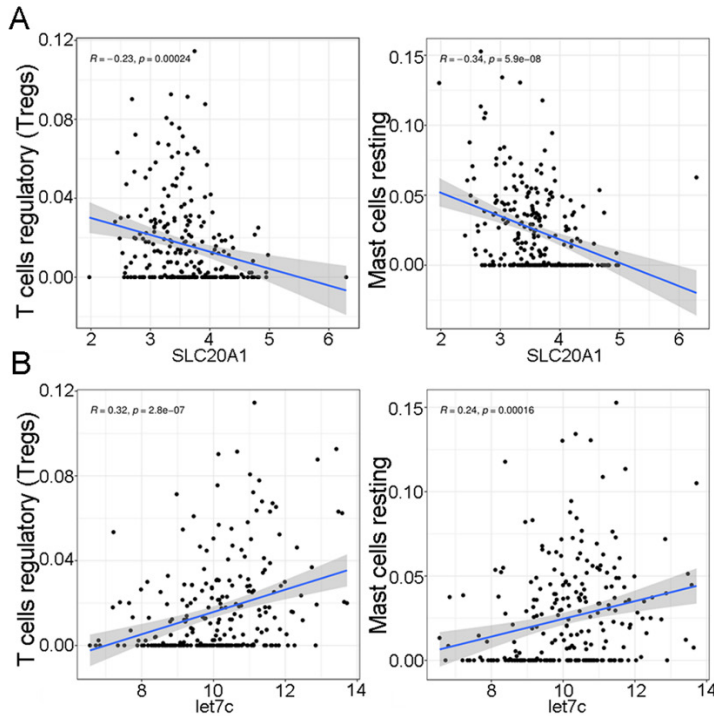 A
T cells regulatory (Tregs)
0.12
0.08
0.04
0.00
R = −0.23, p = 0.00024
2 3 4 5 6
SLC20A1
Mast cells resting
0.15
0.10
0.05
0.00
R = −0.34, p = 5.9e−08
2 3 4 5 6
SLC20A1
B
T cells regulatory (Tregs)
0.12
0.08
0.04
0.00
R = 0.32, p = 2.8e−07
8 10 12 14
let7c
Mast cells resting
0.15
0.10
0.05
0.00
R = 0.24, p = 0.00016
8 10 12 14
let7c